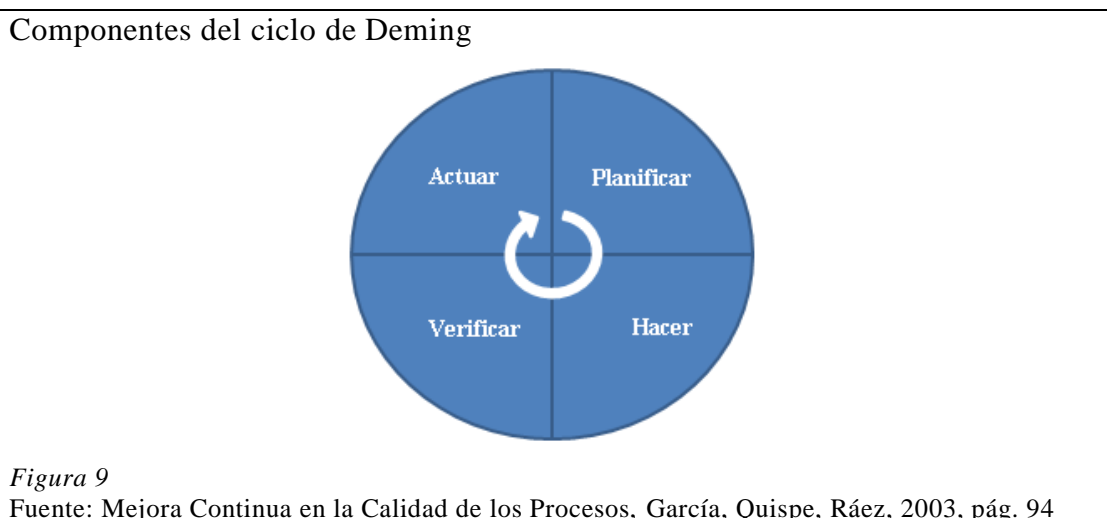 Componentes del ciclo de Deming
Actuar
Planificar
Verificar
Hacer
Figura 9
Fuente: Mejora Continua en la Calidad de los Procesos, García, Quispe, Ráez, 2003, pág. 94